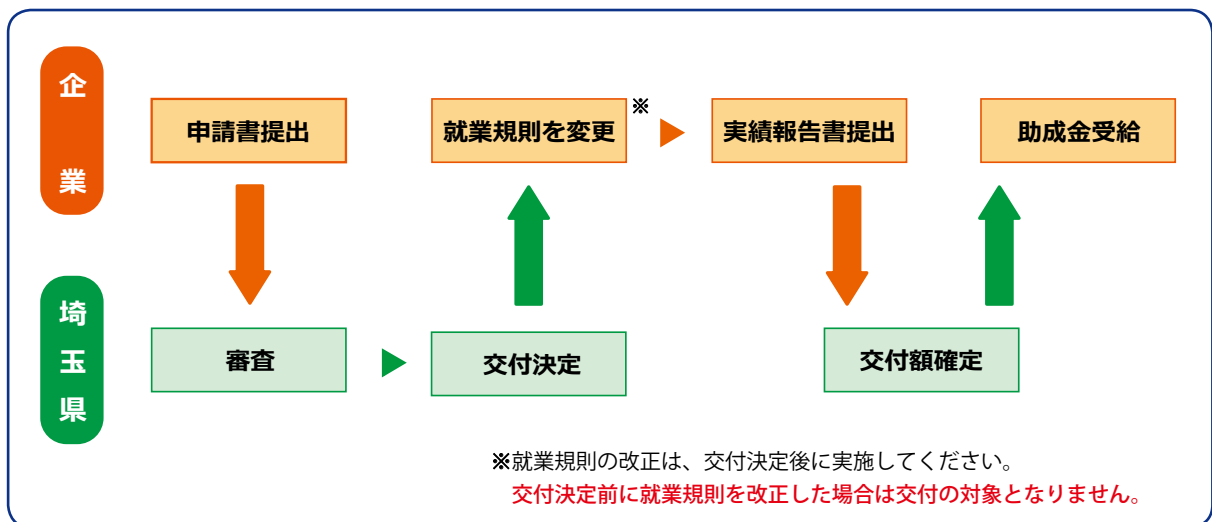 企業
申請書提出
就業規則を変更
※
実績報告書提出
助成金受給
埼玉県
審査
交付決定
交付額確定
※就業規則の改正は、交付決定後に実施してください。
交付決定前に就業規則を改正した場合は交付の対象となりません。